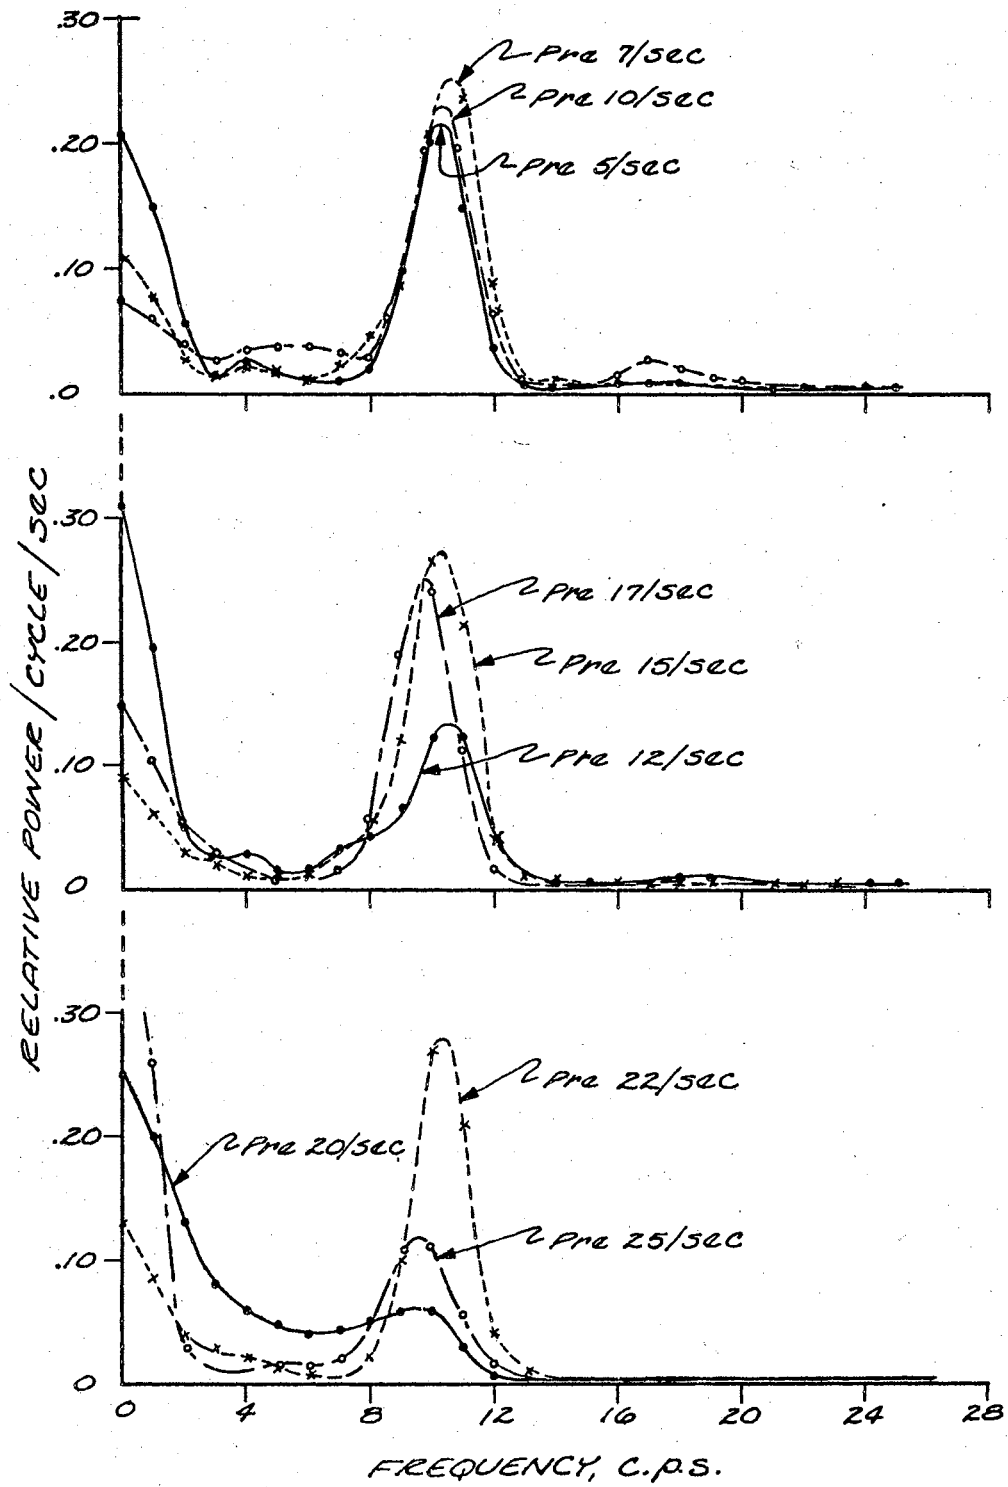 .30
.20
.10
.0
Pre 7/sec
Pre 10/sec
Pre 5/sec
RELATIVE POWER/CYCLE/SEC
.30
.20
.10
0
Pre 17/sec
Pre 15/sec
Pre 12/sec
.30
.20
.10
0
Pre 22/sec
Pre 20/sec
Pre 25/sec
0 4 8 12 16 20 24 28
FREQUENCY, C.P.S.